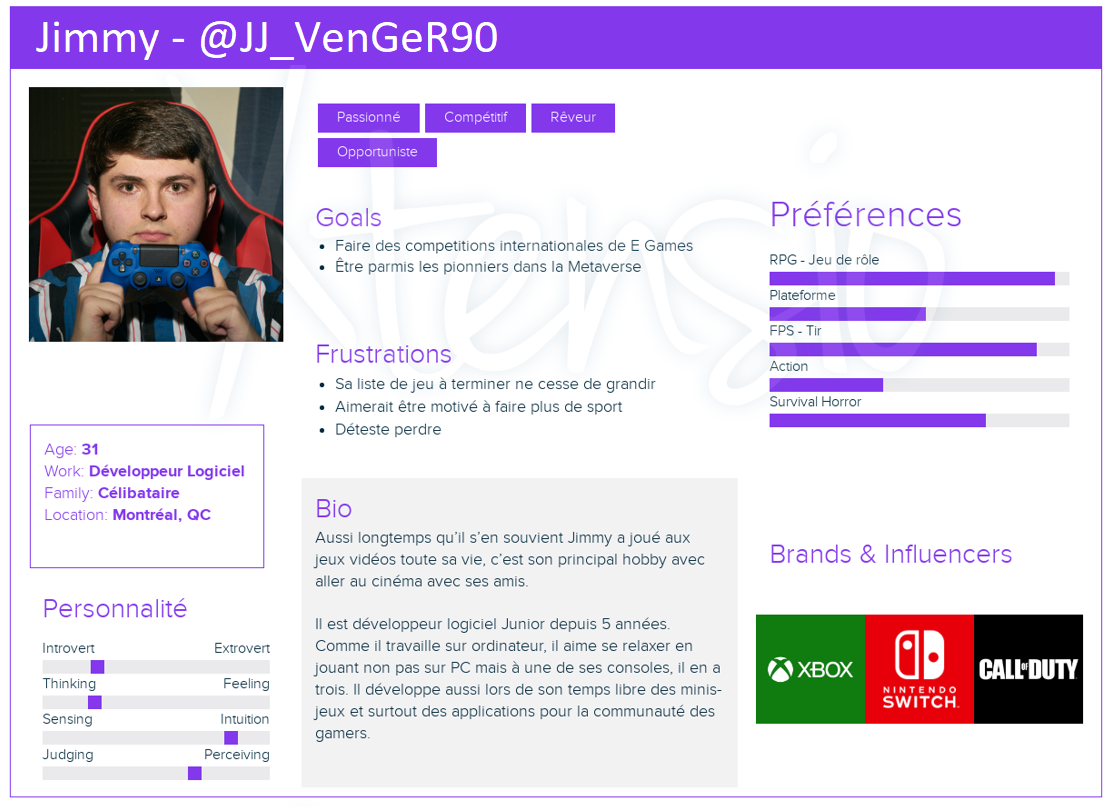 Jimmy - @JJ_VenGeR90
Passionné
Compétitif
Rêveur
Opportuniste
Goals
• Faire des competitions internationales de E Games
• Être parmis les pionniers dans la Metaverse
Frustrations
• Sa liste de jeu à terminer ne cesse de grandir
• Aimerait être motivé à faire plus de sport
• Déteste perdre
Préférences
RPG - Jeu de rôle
Plateforme
FPS - Tir
Action
Survival Horror
Age: 31
Work: Développeur Logiciel
Family: Célibataire
Location: Montréal, QC
Personnalité
Introvert Extrovert
Thinking Feeling
Sensing Intuition
Judging Perceiving
Bio
Aussi longtemps qu'il s'en souvient Jimmy a joué aux
jeux vidéos toute sa vie, c'est son principal hobby avec
aller au cinéma avec ses amis.
Il est développeur logiciel Junior depuis 5 années.
Comme il travaille sur ordinateur, il aime se relaxer en
jouant non pas sur PC mais à une de ses consoles, il en a
trois. Il développe aussi lors de son temps libre des minis-
jeux et surtout des applications pour la communauté des
gamers.
Brands & Influencers
XBOX
NINTENDO
SWITCH
CALL OF DUTY
Xtensio